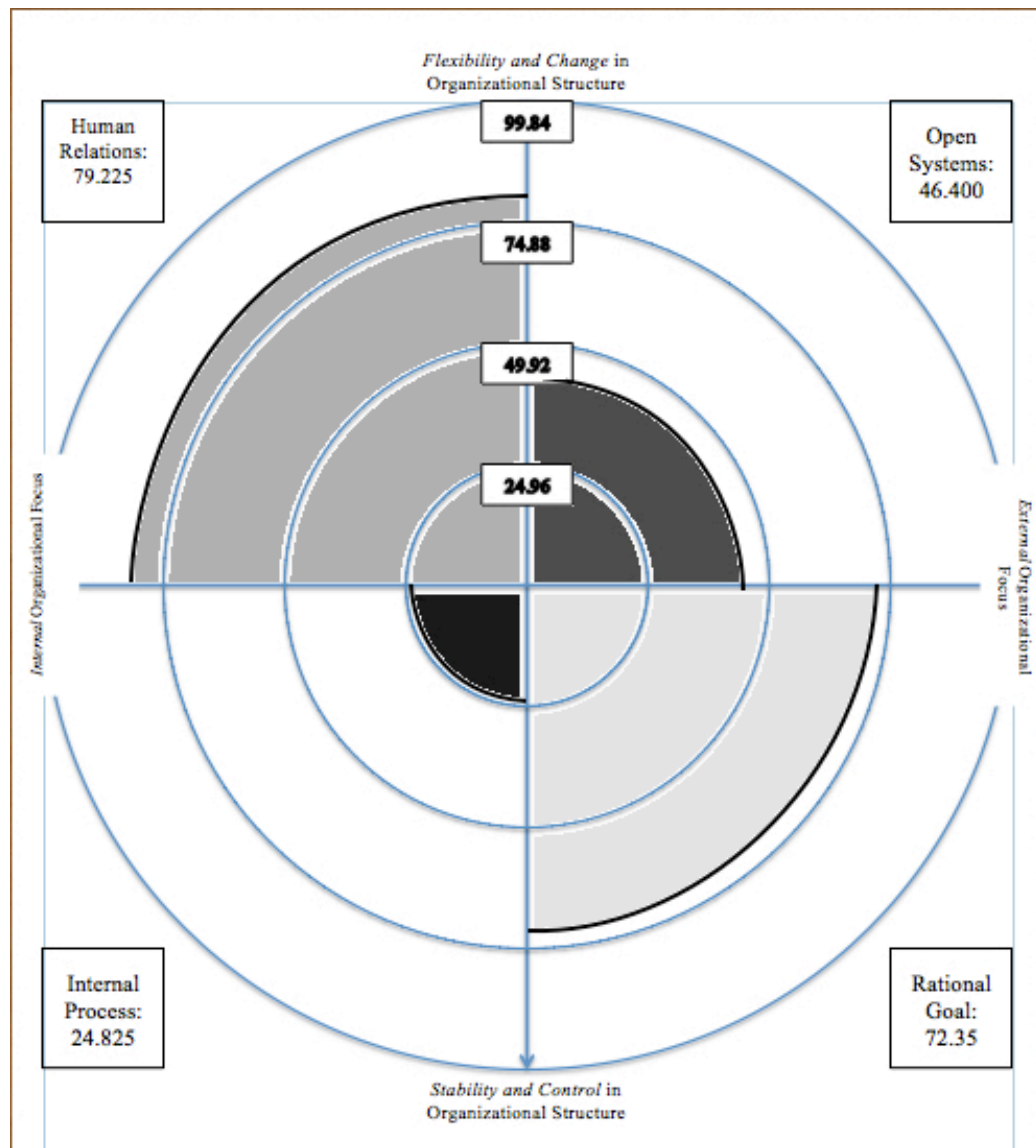 Flexibility and Change in
Organizational Structure
Human
Relations:
79.225
99.84
Open
Systems:
46.400
74.88
49.92
24.96
Internal Organizational Focus
External Organizational
Focus
Internal
Process:
24.825
Rational
Goal:
72.35
Stability and Control in
Organizational Structure